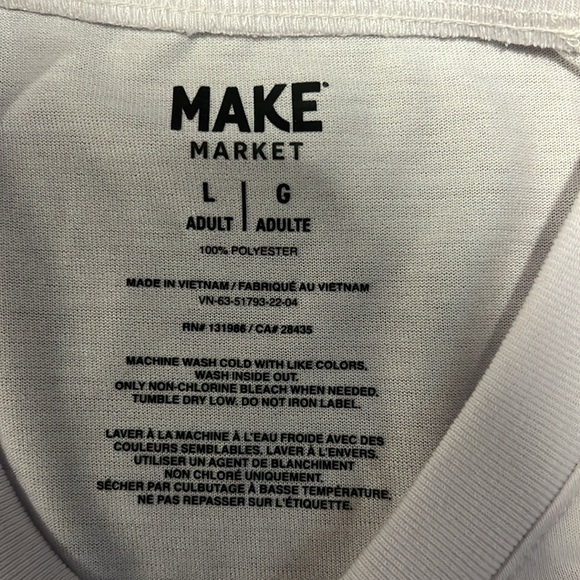 MAKE
MARKET
L | G
ADULT | ADULTE
100% POLYESTER
MADE IN VIETNAM / FABRIQUÉ AU VIETNAM
VN-63-51793-22-04
RN# 131986 / CA# 28435
MACHINE WASH COLD WITH LIKE COLORS.
WASH INSIDE OUT.
ONLY NON-CHLORINE BLEACH WHEN NEEDED.
TUMBLE DRY LOW. DO NOT IRON LABEL.
LAVER À LA MACHINE À L'EAU FROIDE AVEC DES
COULEURS SEMBLABLES. LAVER À L'ENVERS.
UTILISER UN AGENT DE BLANCHIMENT
NON CHLORÉ UNIQUEMENT.
SÉCHER PAR CULBUTAGE À BASSE TEMPÉRATURE.
NE PAS REPASSER SUR L'ÉTIQUETTE.